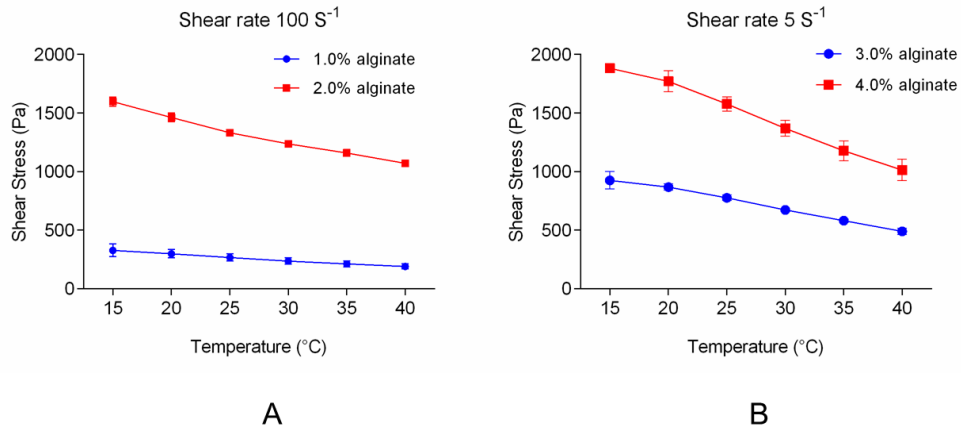 Shear rate 100 S⁻¹
1.0% alginate
2.0% alginate
Shear Stress (Pa)
2000
1500
1000
500
0
15 20 25 30 35 40
Temperature (°C)
A
Shear rate 5 S⁻¹
3.0% alginate
4.0% alginate
Shear Stress (Pa)
2000
1500
1000
500
0
15 20 25 30 35 40
Temperature (°C)
B